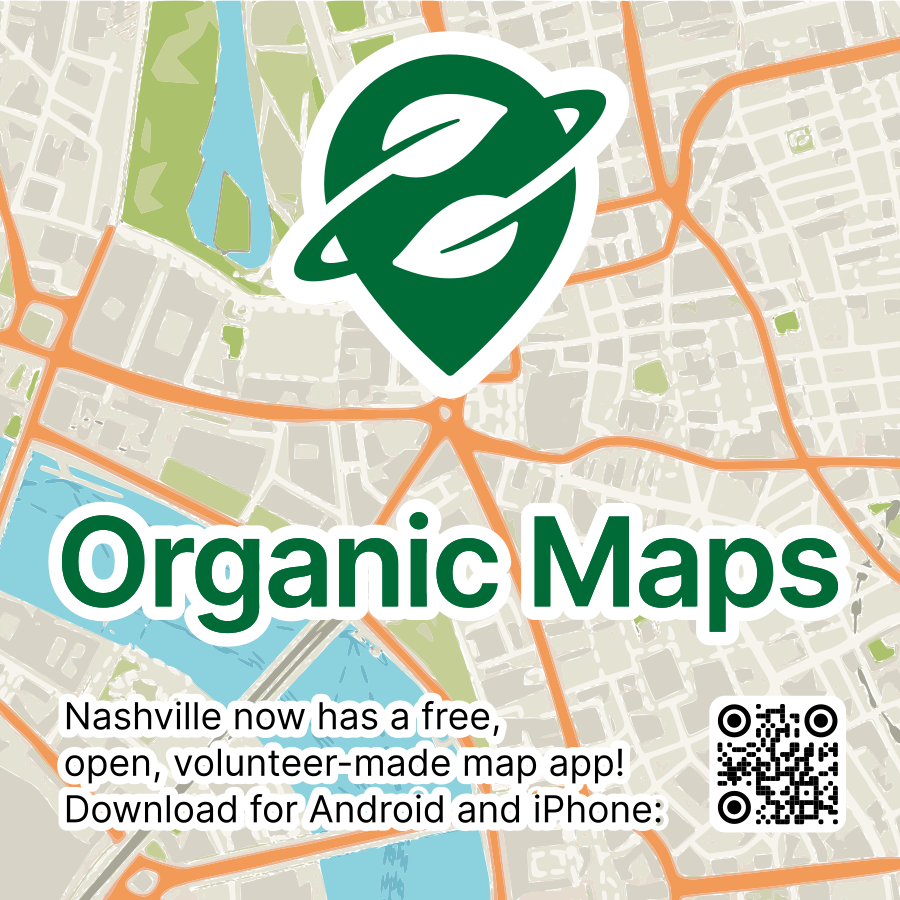 Organic Maps
Nashville now has a free,
open, volunteer-made map app!
Download for Android and iPhone: